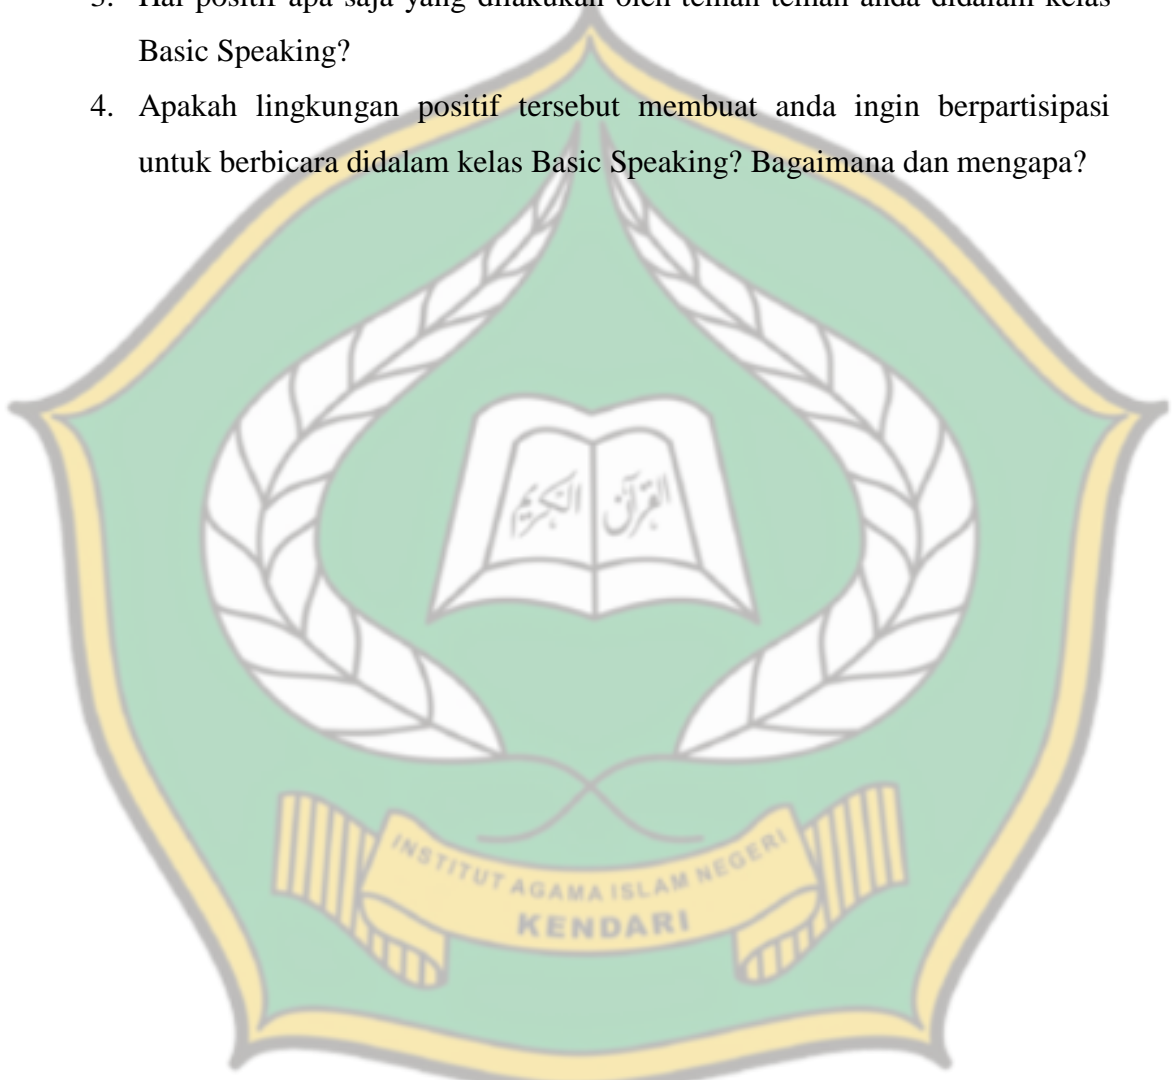 3. Hal positif apa saja yang dilakukan oleh teman-teman anda didalam kelas
Basic Speaking?
4. Apakah lingkungan positif tersebut membuat anda ingin berpartisipasi
untuk berbicara didalam kelas Basic Speaking? Bagaimana dan mengapa?
القرآن الكريم
INSTITUT AGAMA ISLAM NEGERI
KENDARI